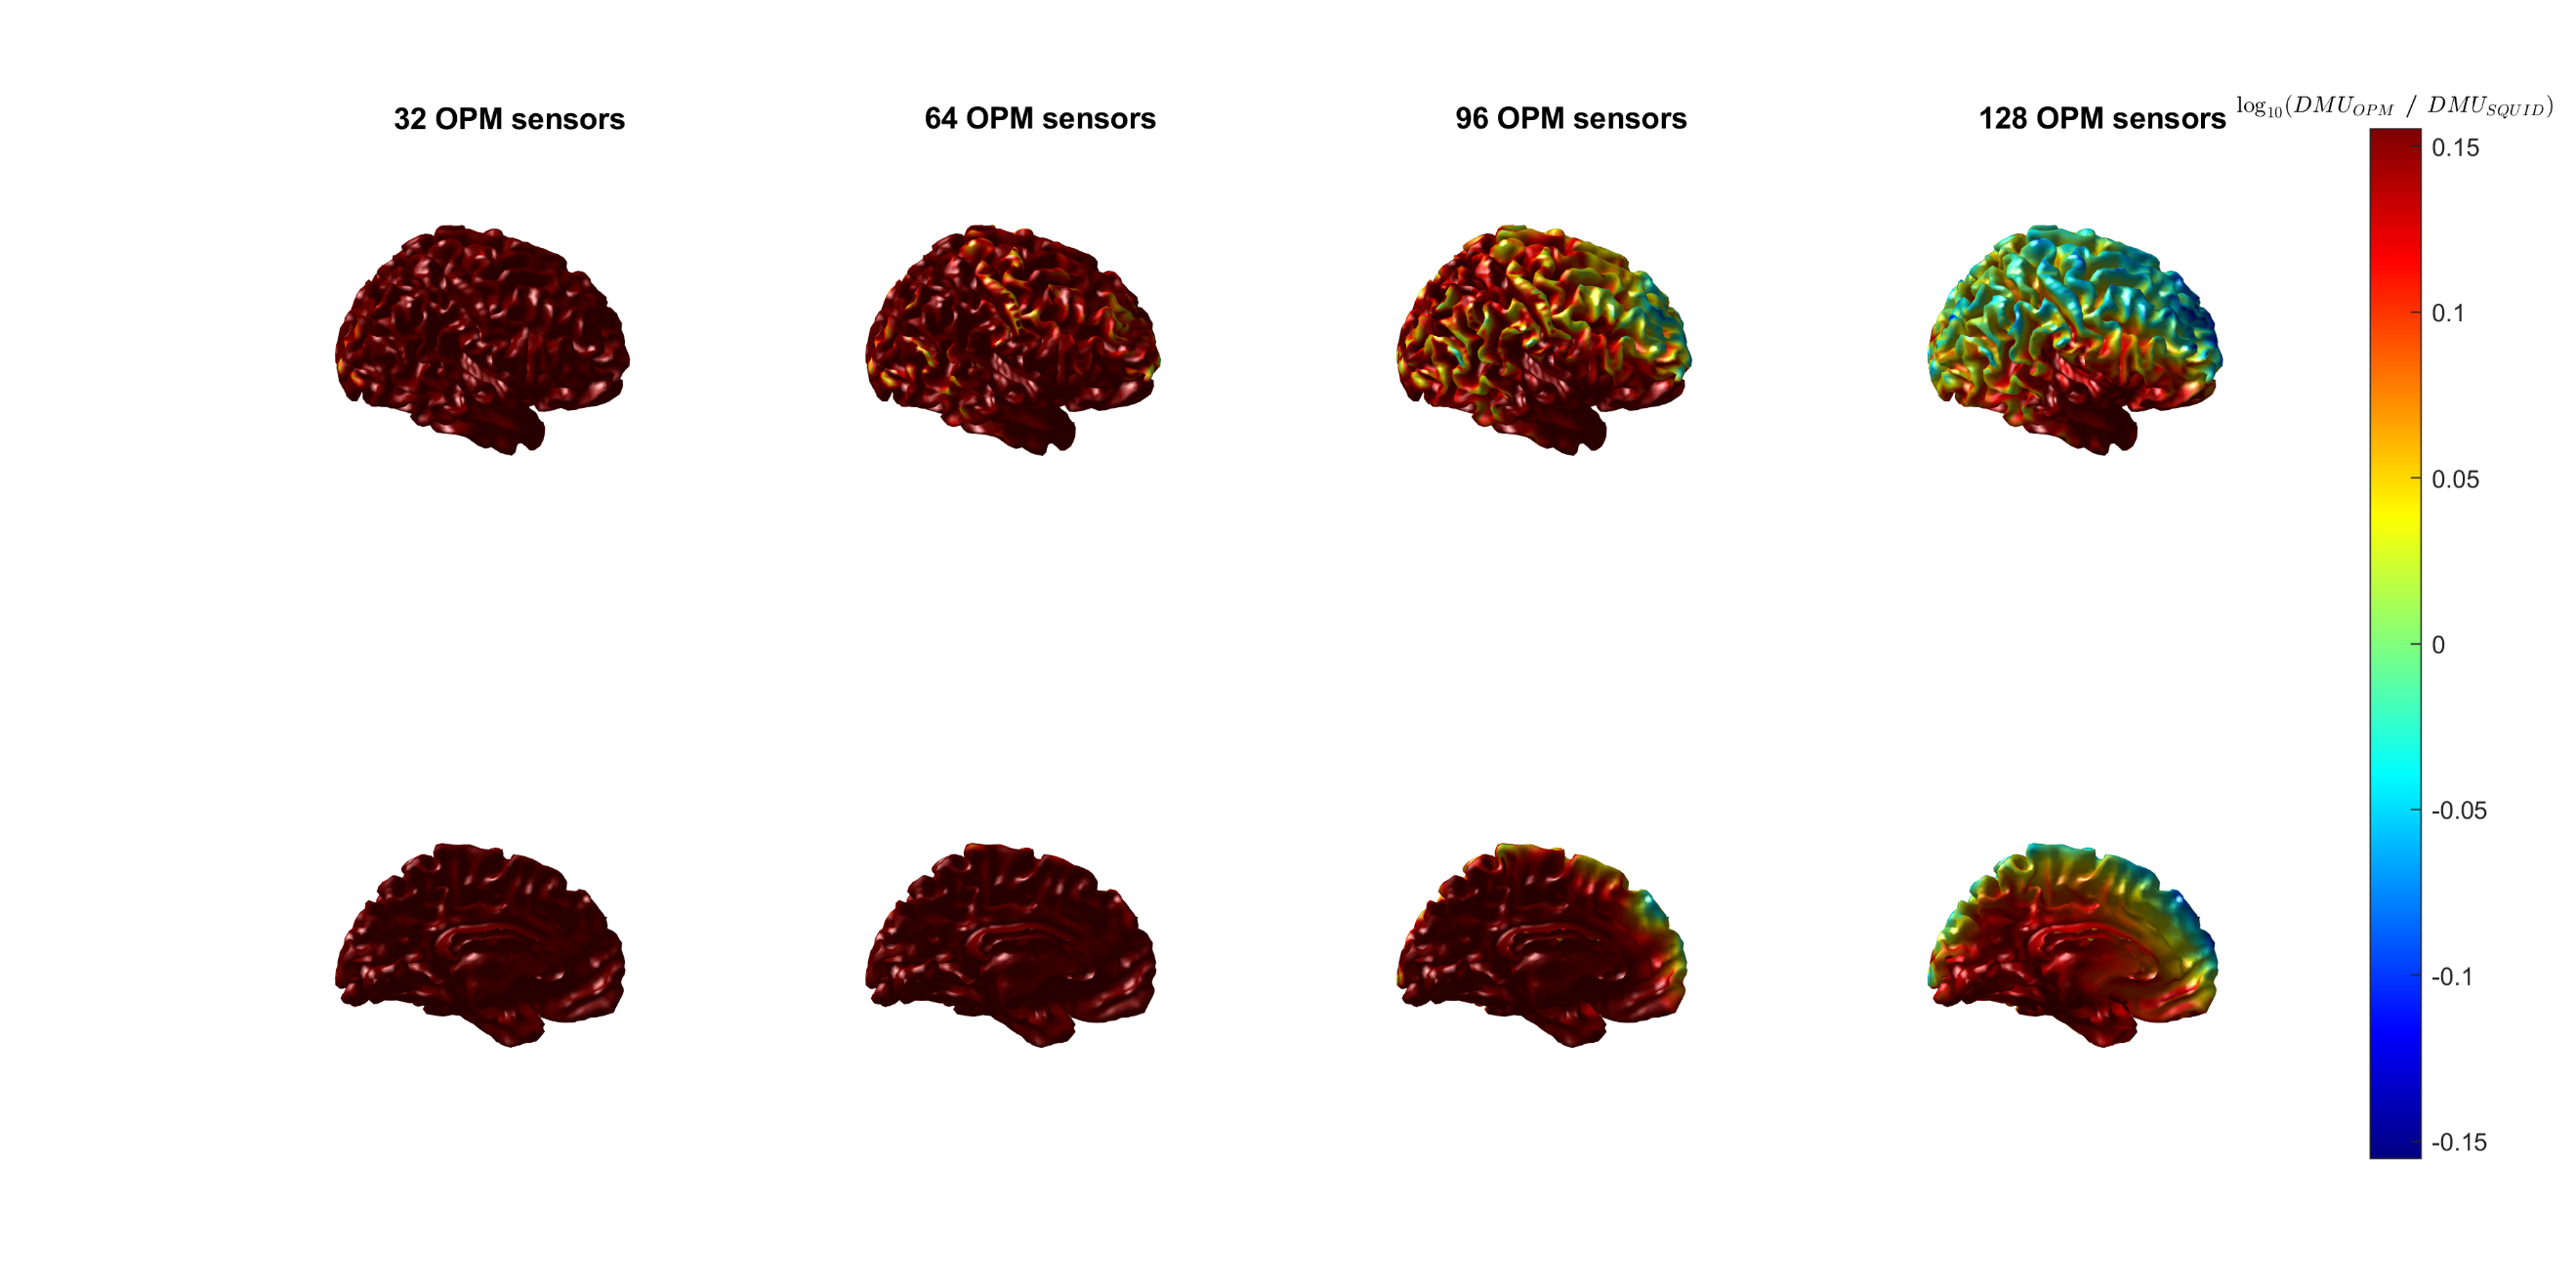 32 OPM sensors
64 OPM sensors
96 OPM sensors
128 OPM sensors
log₁₀(DMU_OPM / DMU_SQUID)
0.15
0.1
0.05
0
-0.05
-0.1
-0.15